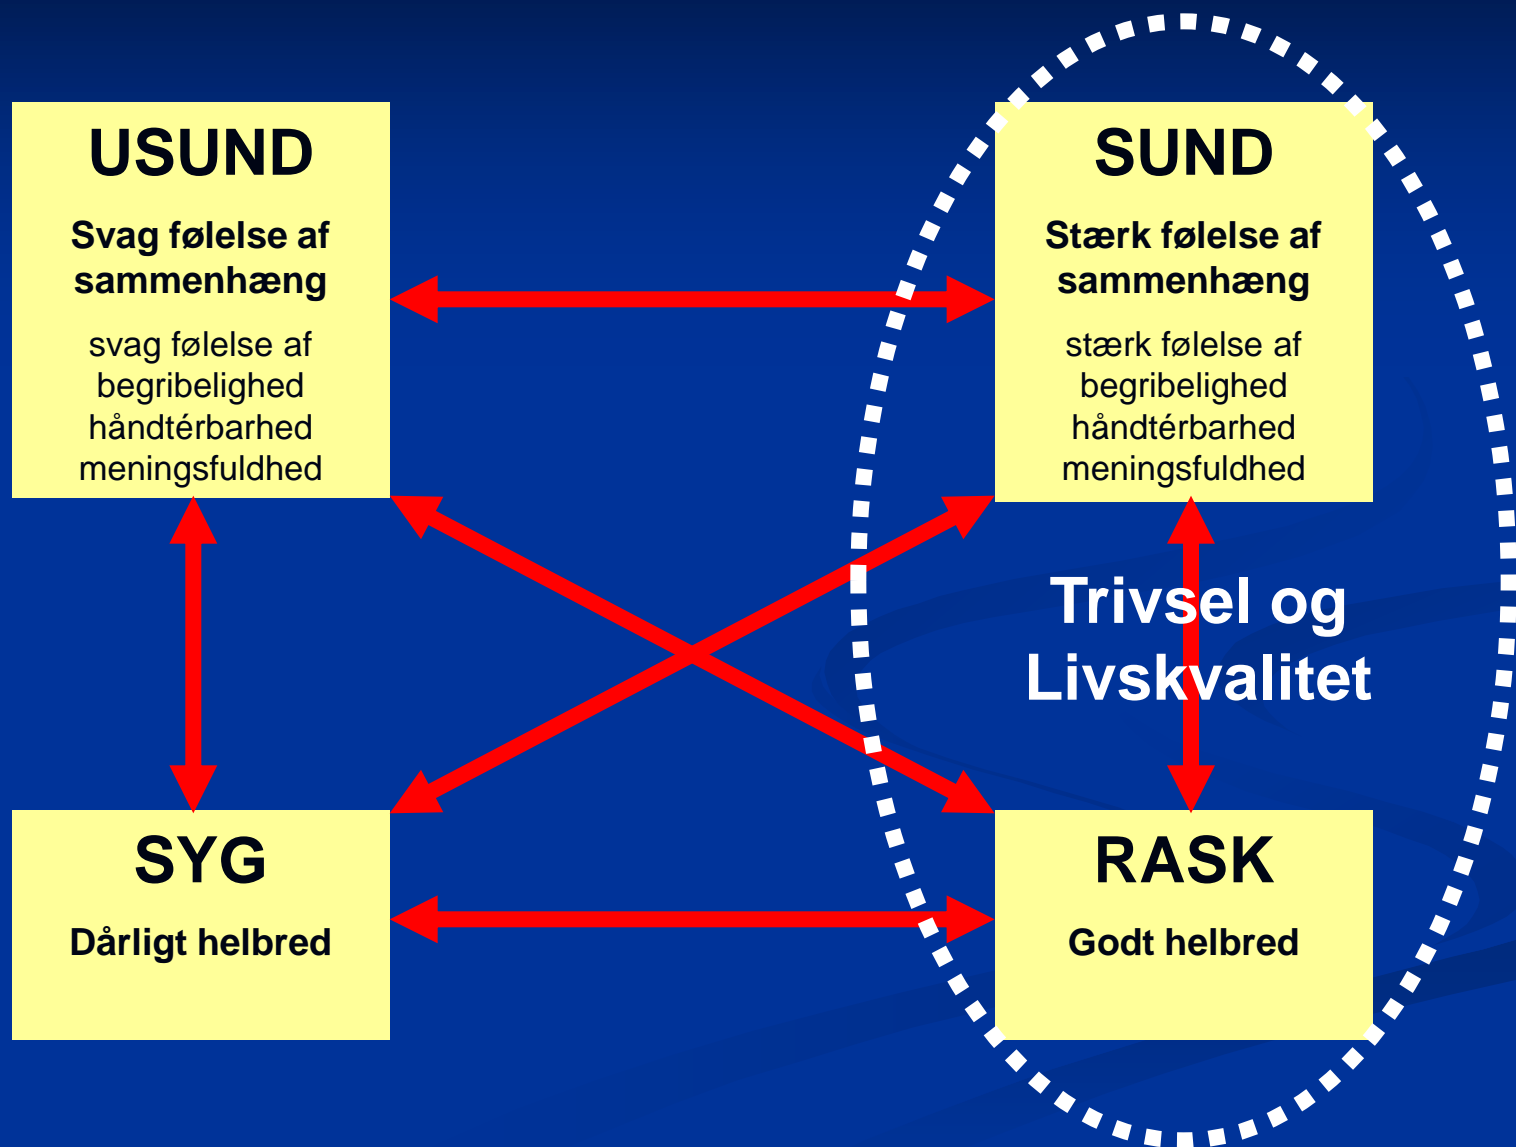 USUND
Svag følelse af
sammenhæng
svag følelse af
begribelighed
håndtérbarhed
meningsfuldhed
SUND
Stærk følelse af
sammenhæng
stærk følelse af
begribelighed
håndtérbarhed
meningsfuldhed
Trivsel og
Livskvalitet
SYG
Dårligt helbred
RASK
Godt helbred